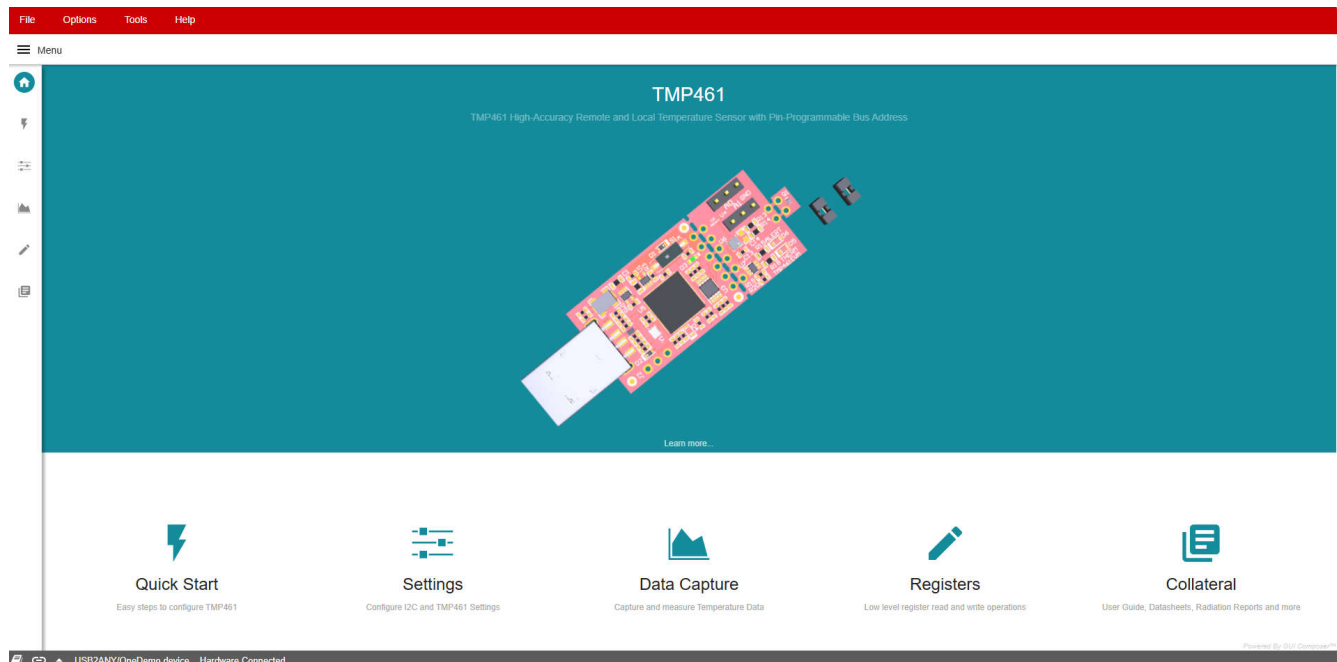 File Options Tools Help
Menu
TMP461
TMP461 High-Accuracy Remote and Local Temperature Sensor with Pin-Programmable Bus Address
Learn more...
Quick Start
Easy steps to configure TMP461
Settings
Configure I2C and TMP461 Settings
Data Capture
Capture and measure Temperature Data
Registers
Low level register read and write operations
Collateral
User Guide, Datasheets, Radiation Reports and more
Powered By GUI Composer™
USB2ANY/OneDemo device Hardware Connected